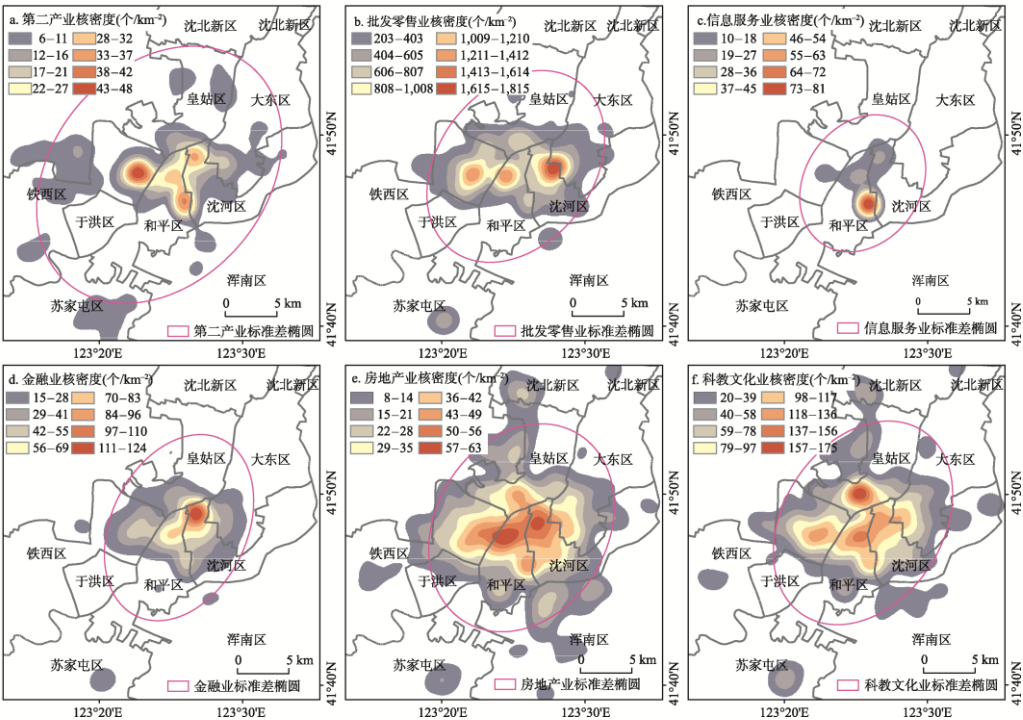 a. 第二产业核密度(个/km⁻²)
6−11 28−32
12−16 33−37
17−21 38−42
22−27 43−48
沈北新区
沈北新区
皇姑区
大东区
铁西区
于洪区
沈河区
和平区
浑南区
苏家屯区
0 5 km
第二产业标准差椭圆
b. 批发零售业核密度(个/km⁻²)
203−403 1,009−1,210
404−605 1,211−1,412
606−807 1,413−1,614
808−1,008 1,615−1,815
沈北新区
沈北新区
皇姑区
大东区
铁西区
于洪区
沈河区
和平区
浑南区
苏家屯区
0 5 km
批发零售业标准差椭圆
c. 信息服务业核密度(个/km⁻²)
10−18 46−54
19−27 55−63
28−36 64−72
37−45 73−81
沈北新区
沈北新区
皇姑区
大东区
铁西区
于洪区
沈河区
和平区
浑南区
苏家屯区
0 5 km
信息服务业标准差椭圆
41°50′N
41°40′N
41°50′N
41°40′N
41°50′N
41°40′N
123°20′E 123°30′E
123°20′E 123°30′E
123°20′E 123°30′E
d. 金融业核密度(个/km⁻²)
15−28 70−83
29−41 84−96
42−55 97−110
56−69 111−124
沈北新区
沈北新区
皇姑区
大东区
铁西区
于洪区
沈河区
和平区
浑南区
苏家屯区
0 5 km
金融业标准差椭圆
e. 房地产业核密度(个/km⁻²)
8−14 36−42
15−21 43−49
22−28 50−56
29−35 57−63
沈北新区
沈北新区
皇姑区
大东区
铁西区
于洪区
沈河区
和平区
浑南区
苏家屯区
0 5 km
房地产业标准差椭圆
f. 科教文化业核密度(个/km⁻²)
20−39 98−117
40−58 118−136
59−78 137−156
79−97 157−175
沈北新区
沈北新区
皇姑区
大东区
铁西区
于洪区
沈河区
和平区
浑南区
苏家屯区
0 5 km
科教文化业标准差椭圆
41°50′N
41°40′N
41°50′N
41°40′N
41°50′N
41°40′N
123°20′E 123°30′E
123°20′E 123°30′E
123°20′E 123°30′E